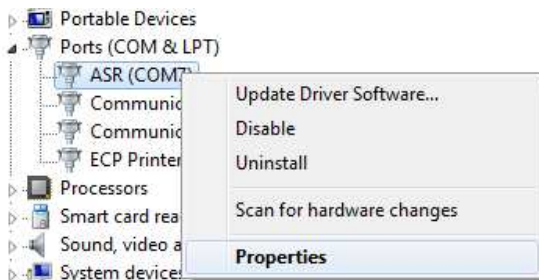 Portable Devices
Ports (COM & LPT)
ASR (COM7)
Communic
Communic
ECP Printer
Processors
Smart card rea
Sound, video a
System devices
Update Driver Software...
Disable
Uninstall
Scan for hardware changes
Properties